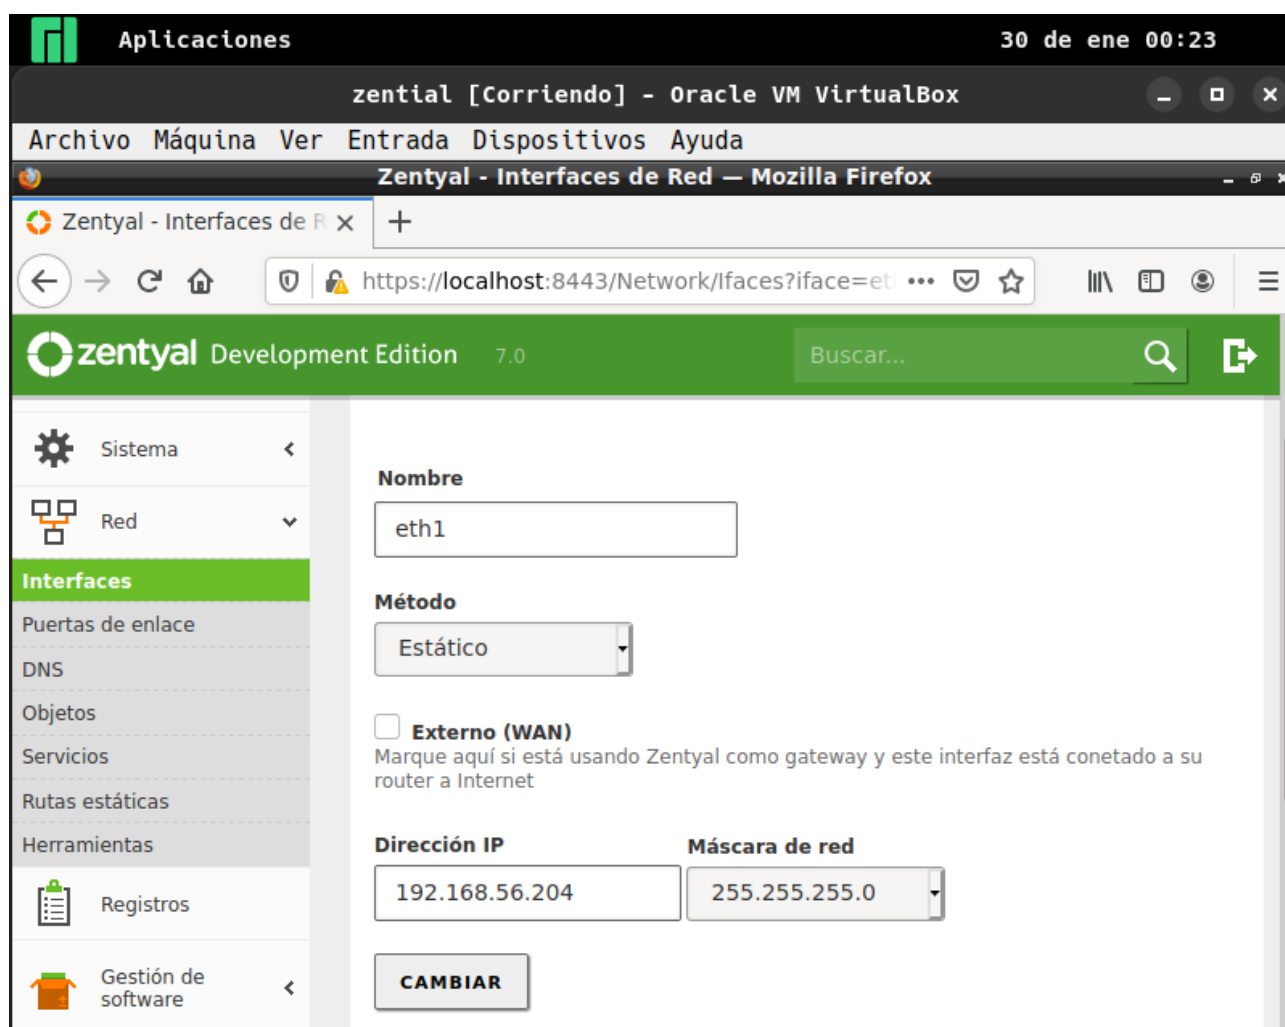 Aplicaciones 30 de ene 00:23
zential [Corriendo] - Oracle VM VirtualBox
Archivo Máquina Ver Entrada Dispositivos Ayuda
Zentyal - Interfaces de Red — Mozilla Firefox
Zentyal - Interfaces de R
https://localhost:8443/Network/Ifaces?iface=et
zentyal Development Edition 7.0 Buscar...
Sistema
Red
Interfaces
Puertas de enlace
DNS
Objetos
Servicios
Rutas estáticas
Herramientas
Registros
Gestión de
software
Nombre
eth1
Método
Estático
Externo (WAN)
Marque aquí si está usando Zentyal como gateway y este interfaz está conetado a su
router a Internet
Dirección IP Máscara de red
192.168.56.204 255.255.255.0
CAMBIAR